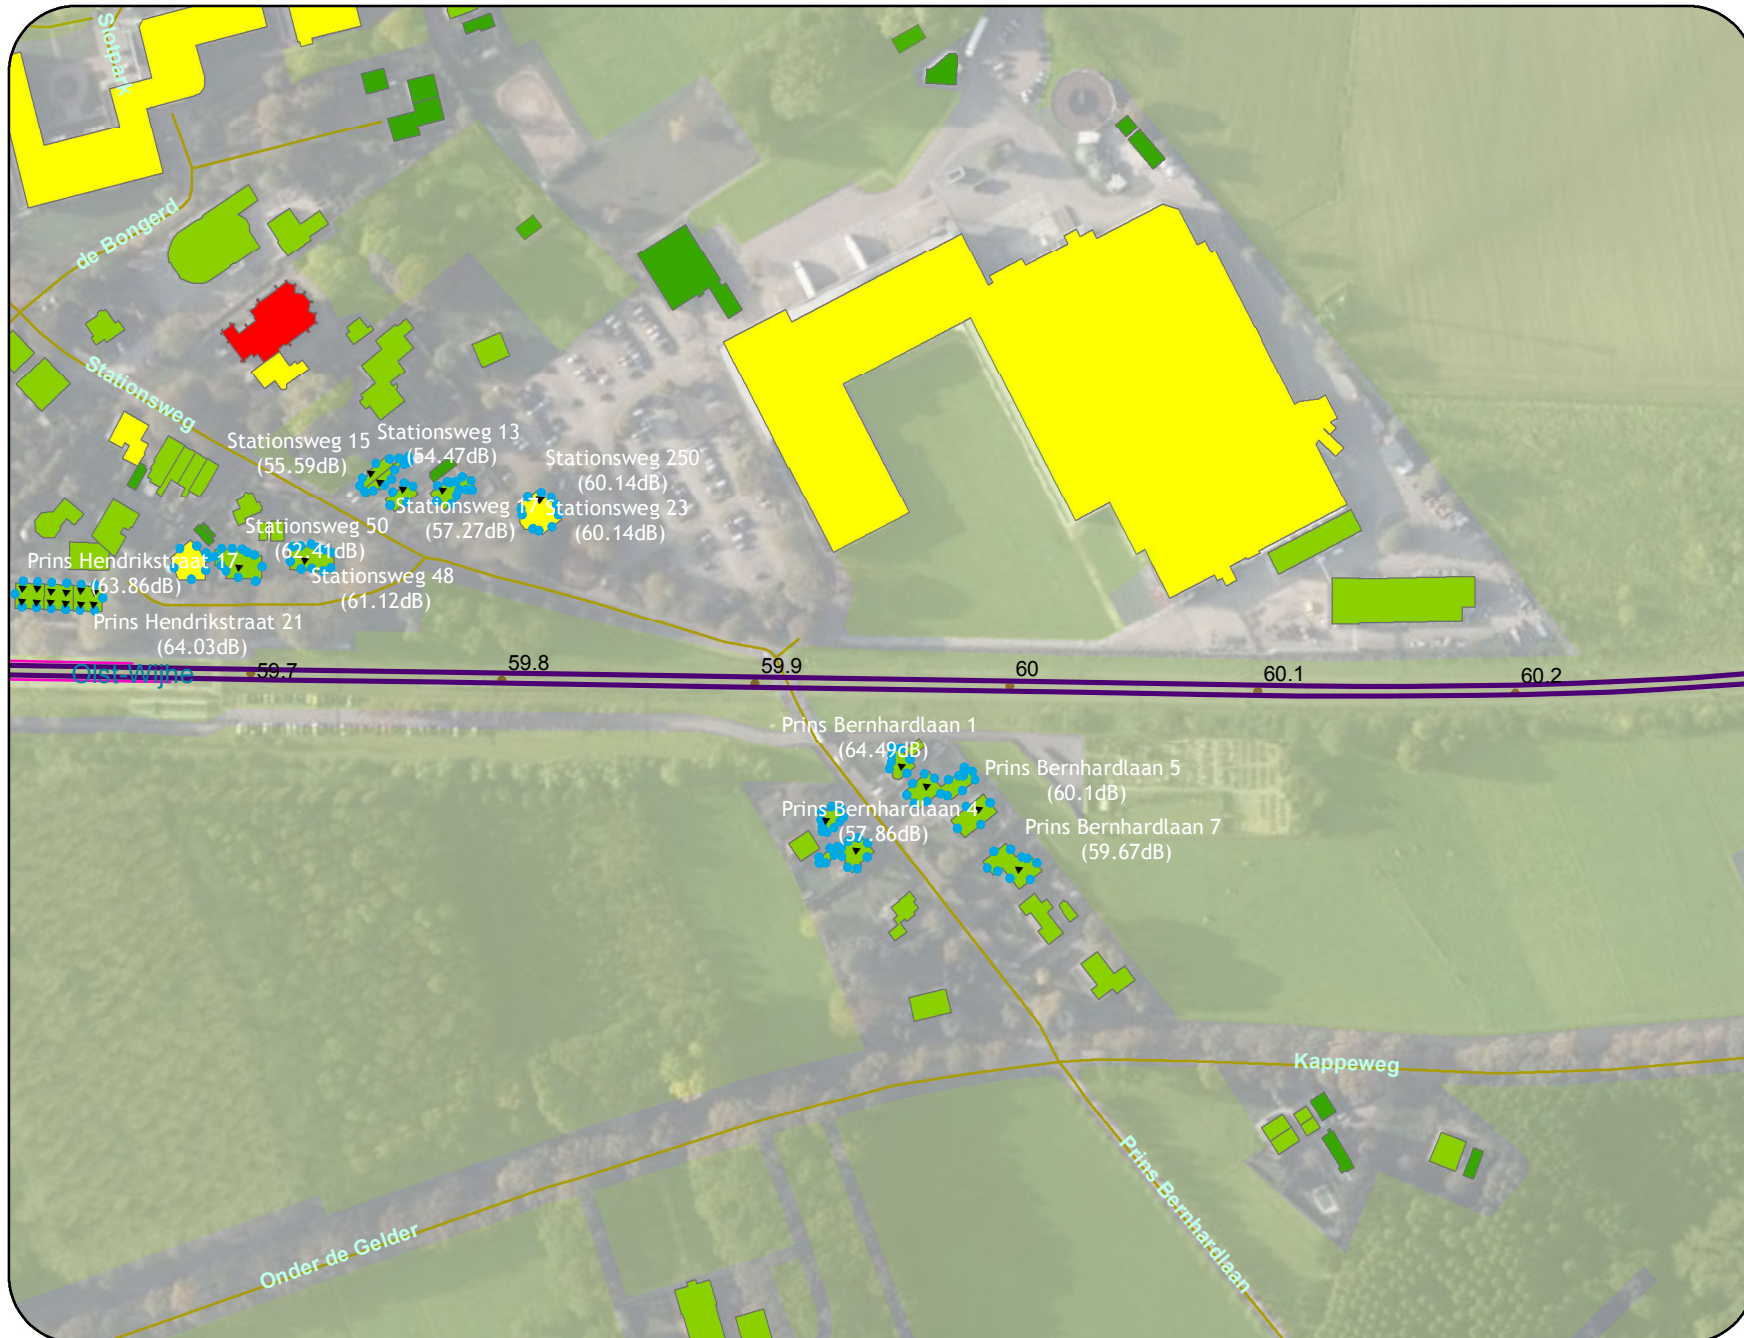 Slotpark
de Bongerd
Stationsweg
Stationsweg 15
(55.59dB)
Stationsweg 13
(54.47dB)
Stationsweg 250
(60.14dB)
Stationsweg 17
(57.27dB)
Stationsweg 23
(60.14dB)
Stationsweg 50
(62.41dB)
Prins Hendrikstraat 17
(63.86dB)
Stationsweg 48
(61.12dB)
Prins Hendrikstraat 21
(64.03dB)
Olst-Wijhe
59.7
59.8
59.9
60
60.1
60.2
Prins Bernhardlaan 1
(64.49dB)
Prins Bernhardlaan 5
(60.1dB)
Prins Bernhardlaan 4
(57.86dB)
Prins Bernhardlaan 7
(59.67dB)
Kappeweg
Prins Bernhardlaan
Onder de Gelder